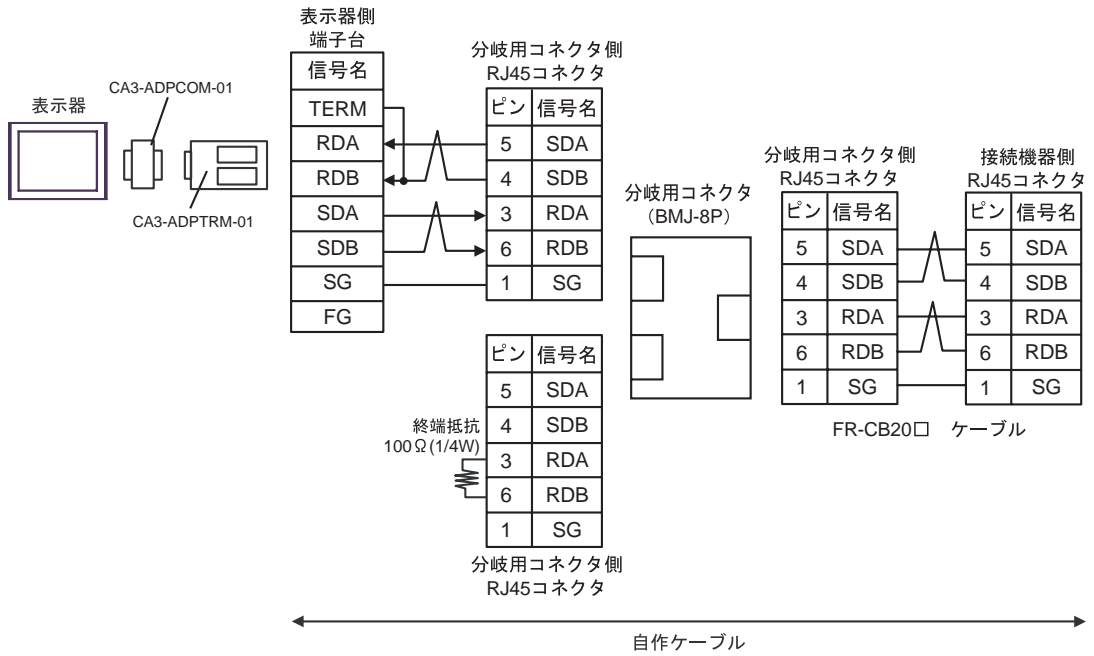 表示器
CA3-ADPCOM-01
CA3-ADPTRM-01
表示器側
端子台
信号名
TERM
RDA
RDB
SDA
SDB
SG
FG
分岐用コネクタ側
RJ45コネクタ
ピン 信号名
5 SDA
4 SDB
3 RDA
6 RDB
1 SG
終端抵抗
100Ω(1/4W)
ピン 信号名
5 SDA
4 SDB
3 RDA
6 RDB
1 SG
分岐用コネクタ側
RJ45コネクタ
分岐用コネクタ
(BMJ-8P)
分岐用コネクタ側
RJ45コネクタ
ピン 信号名
5 SDA
4 SDB
3 RDA
6 RDB
1 SG
接続機器側
RJ45コネクタ
ピン 信号名
5 SDA
4 SDB
3 RDA
6 RDB
1 SG
FR-CB20□ ケーブル
自作ケーブル